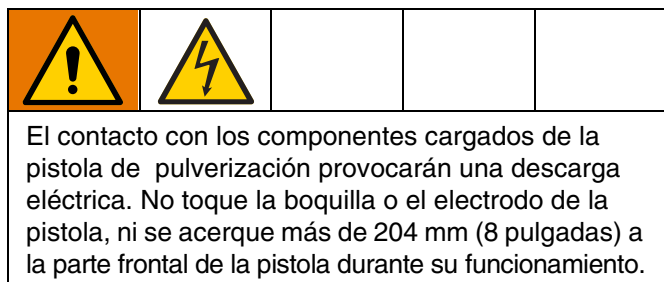 El contacto con los componentes cargados de la
pistola de pulverización provocarán una descarga
eléctrica. No toque la boquilla o el electrodo de la
pistola, ni se acerque más de 204 mm (8 pulgadas) a
la parte frontal de la pistola durante su funcionamiento.